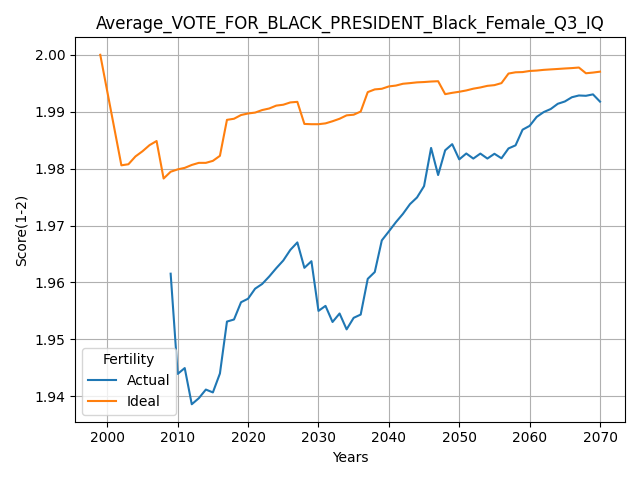 Average_VOTE_FOR_BLACK_PRESIDENT_Black_Female_Q3_IQ
2.00
1.99
1.98
1.97
1.96
1.95
1.94
Score(1-2)
Fertility
Actual
Ideal
2000 2010 2020 2030 2040 2050 2060 2070
Years